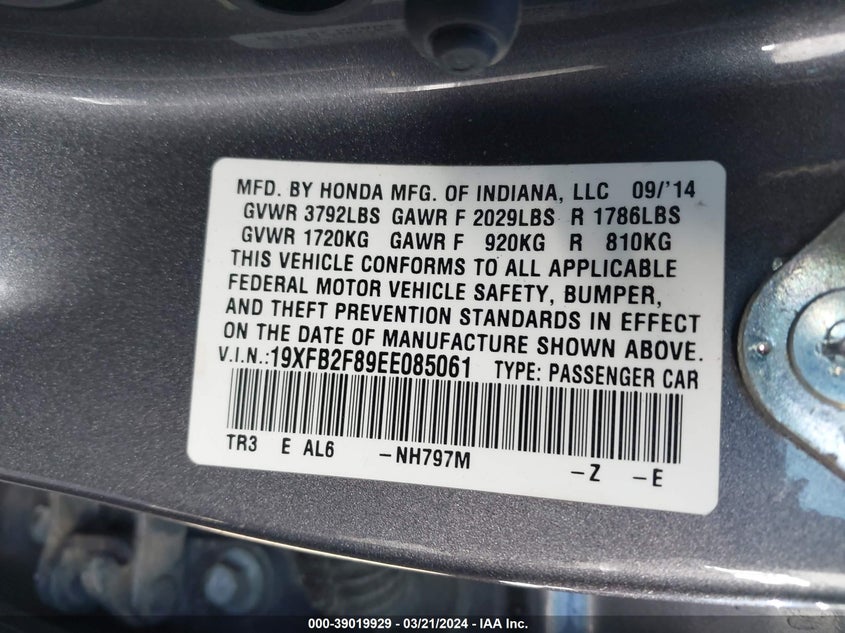 MFD. BY HONDA MFG. OF INDIANA, LLC 09/'14
GVWR 3792LBS GAWR F 2029LBS R 1786LBS
GVWR 1720KG GAWR F 920KG R 810KG
THIS VEHICLE CONFORMS TO ALL APPLICABLE
FEDERAL MOTOR VEHICLE SAFETY, BUMPER,
AND THEFT PREVENTION STANDARDS IN EFFECT
ON THE DATE OF MANUFACTURE SHOWN ABOVE.
V.I.N.:19XFB2F89EE085061 TYPE: PASSENGER CAR
TR3 E AL6 -NH797M -Z -E
000-39019929 - 03/21/2024 - IAA Inc.